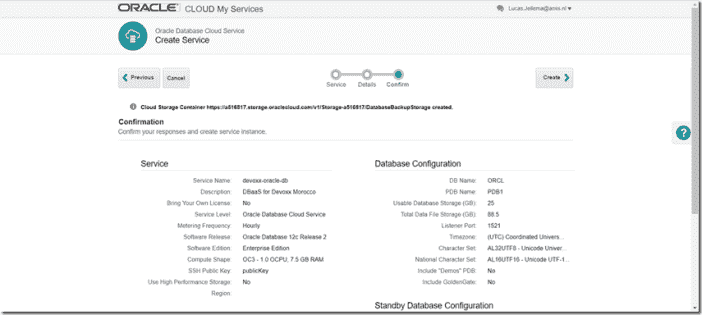 ORACLE CLOUD My Services
Lucas.Jellema@amis.nl
Oracle Database Cloud Service
Create Service
Previous
Cancel
Service
Details
Confirm
Create
Cloud Storage Container https://a516817.storage.oraclecloud.com/v1/Storage-a516817/DatabaseBackupStorage created.
?
Confirmation
Confirm your responses and create service instance.
Service
Service Name devoxx-oracle-db
Description: DBaaS for Devoxx Morocco
Bring Your Own License No
Service Level Oracle Database Cloud Service
Metering Frequency: Hourly
Software Release: Oracle Database 12c Release 2
Software Edition: Enterprise Edition
Compute Shape OC3 - 1.0 OCPU, 7.5 GB RAM
SSH Public Key publicKey
Use High Performance Storage No
Region:
Database Configuration
DB Name: ORCL
PDB Name: PDB1
Usable Database Storage (GB): 25
Total Data File Storage (GB): 88.5
Listener Port: 1521
Timezone: (UTC) Coordinated Univers...
Character Set: AL32UTF8 - Unicode Univer...
National Character Set: AL16UTF16 - Unicode UTF-1...
Include "Demos" PDB: No
Include GoldenGate: No
Standby Database Configuration